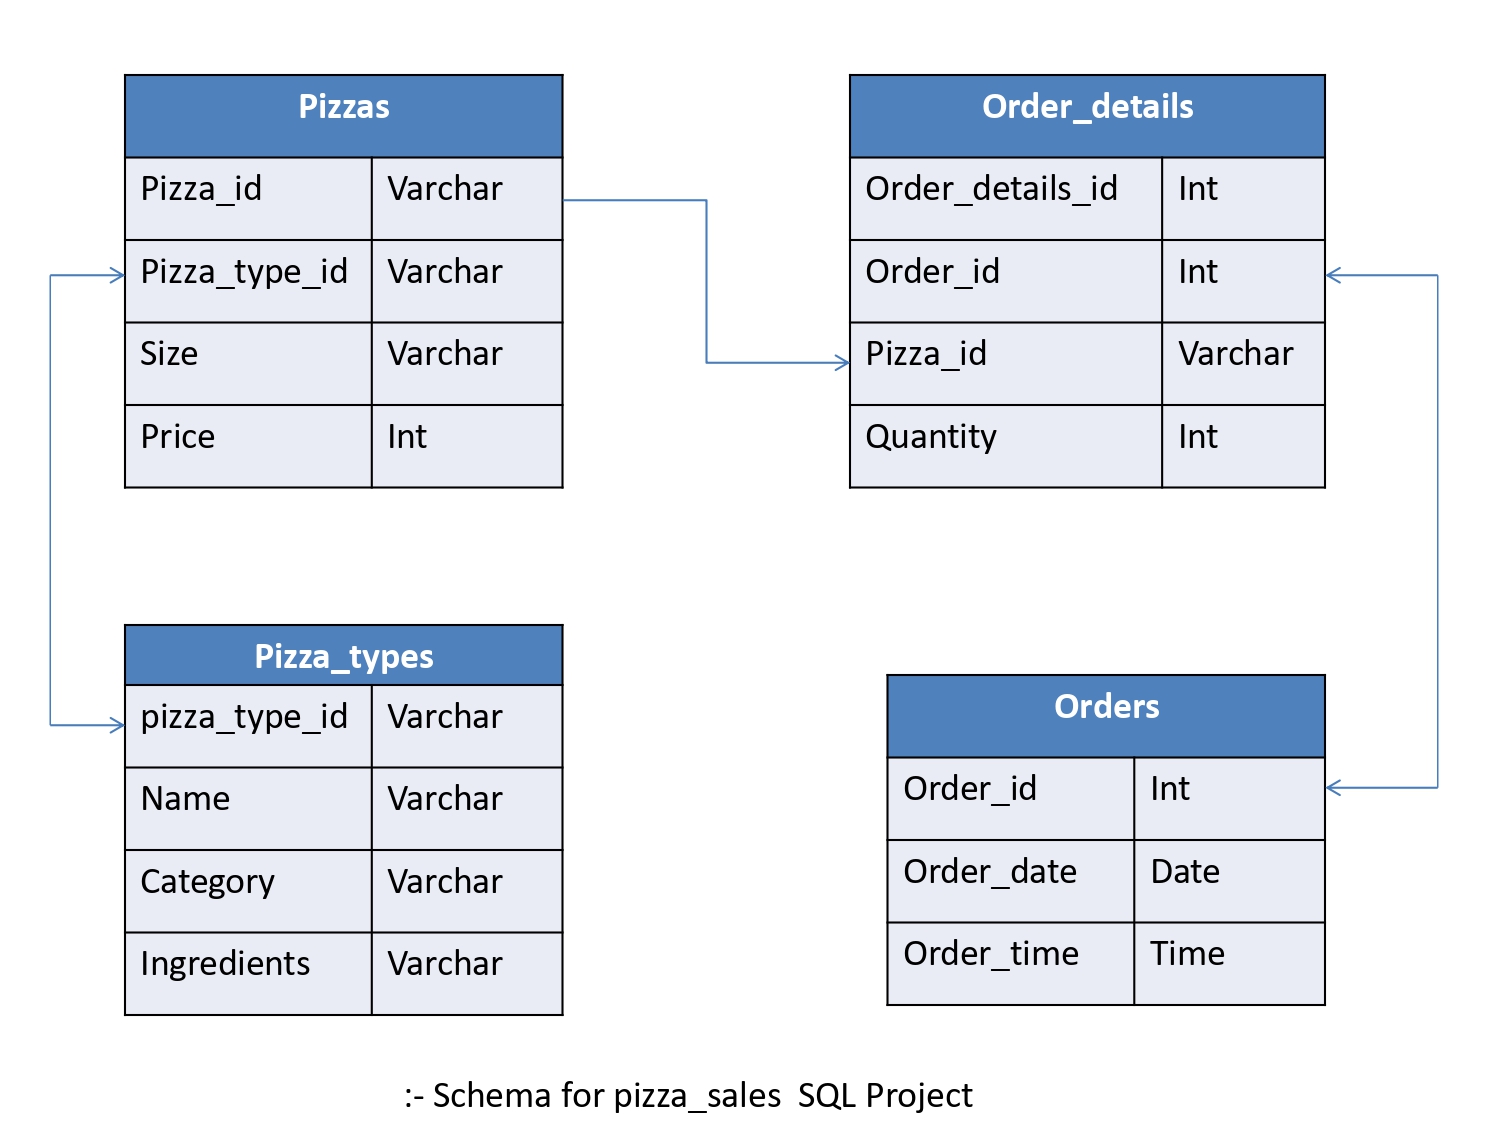 Pizzas
Pizza_id Varchar
Pizza_type_id Varchar
Size Varchar
Price Int
Order_details
Order_details_id Int
Order_id Int
Pizza_id Varchar
Quantity Int
Pizza_types
pizza_type_id Varchar
Name Varchar
Category Varchar
Ingredients Varchar
Orders
Order_id Int
Order_date Date
Order_time Time
:- Schema for pizza_sales  SQL Project